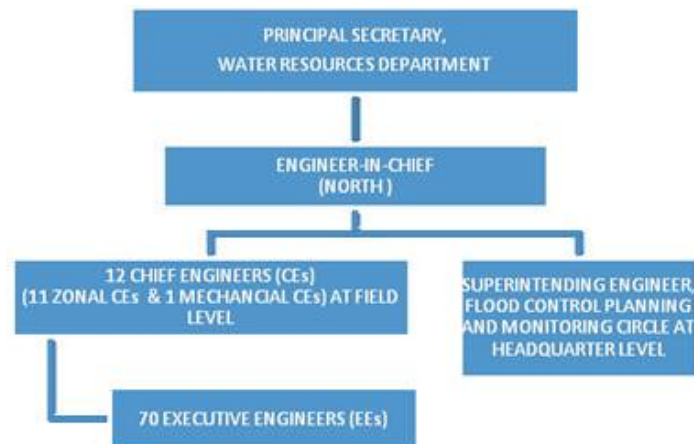 PRINCIPAL SECRETARY,
WATER RESOURCES DEPARTMENT
ENGINEER-IN-CHIEF
(NORTH )
12 CHIEF ENGINEERS (CEs)
(11 ZONAL CEs & 1 MECHANCIAL CEs) AT FIELD
LEVEL
SUPERINTENDING ENGINEER,
FLOOD CONTROL PLANNING
AND MONITORING CIRCLE AT
HEADQUARTER LEVEL
70 EXECUTIVE ENGINEERS (EEs)